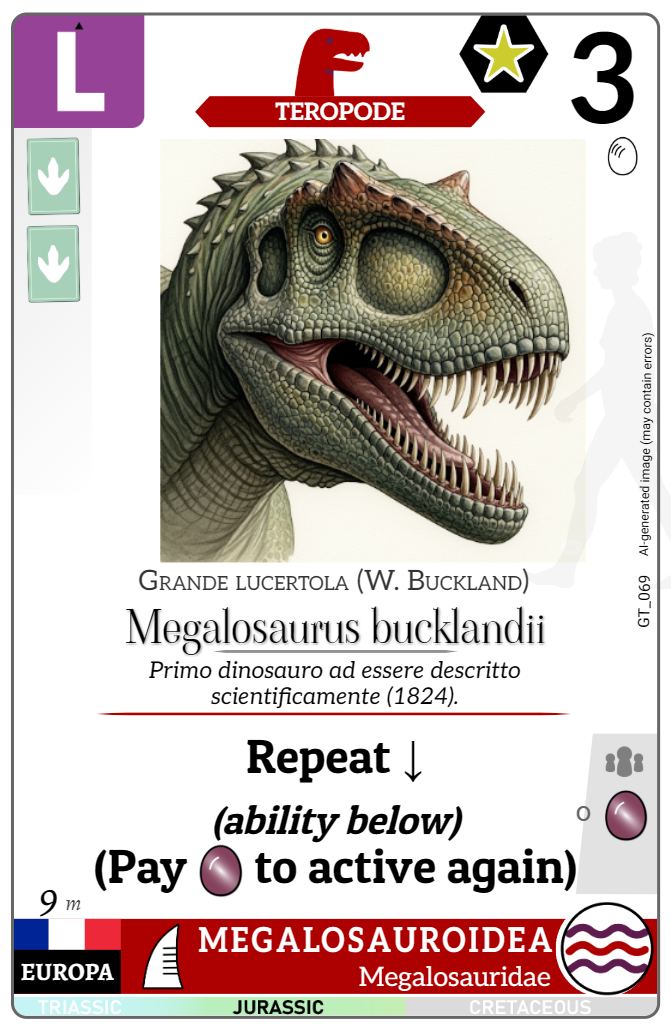 L
TEROPODE
3
AI-generated image (may contain errors)
GT_069
GRANDE LUCERTOLA (W. BUCKLAND)
Megalosaurus bucklandii
Primo dinosauro ad essere descritto
scientificamente (1824).
Repeat ↓
(ability below)
(Pay to active again)
O
9 m
EUROPA
MEGALOSAUROIDEA
Megalosauridae
TRIASSIC JURASSIC CRETACEOUS